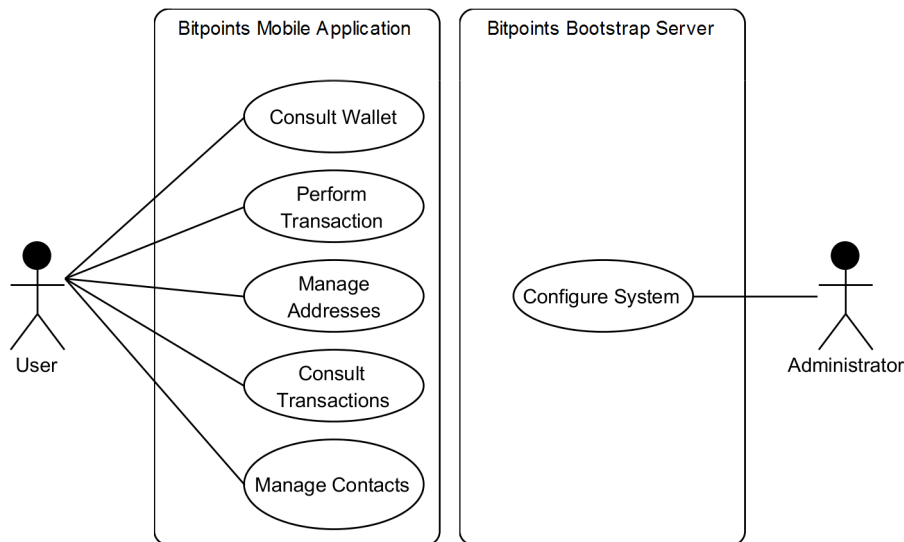 Bitpoints Mobile Application
Bitpoints Bootstrap Server
Consult Wallet
Perform
Transaction
Manage
Addresses
Configure System
User
Administrator
Consult
Transactions
Manage Contacts